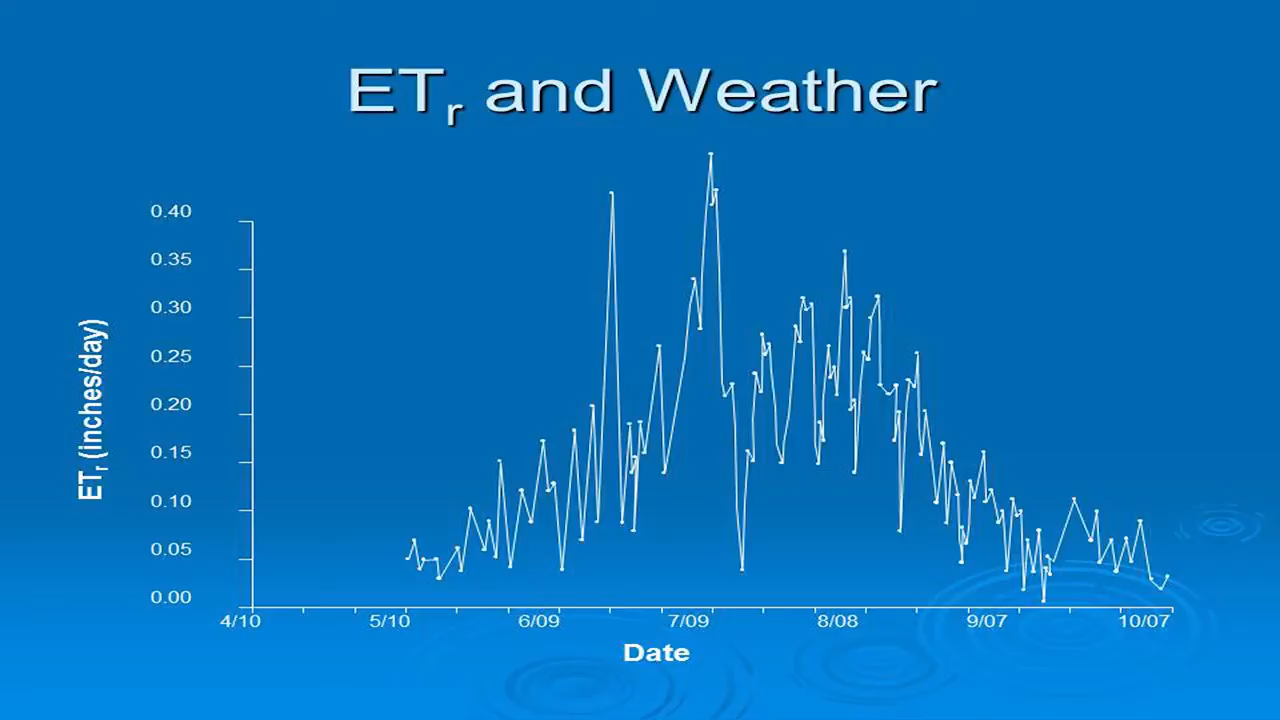 ETr and Weather
0.40
0.35
0.30
0.25
0.20
0.15
0.10
0.05
0.00
ETr (inches/day)
4/10 5/10 6/09 7/09 8/08 9/07 10/07
Date